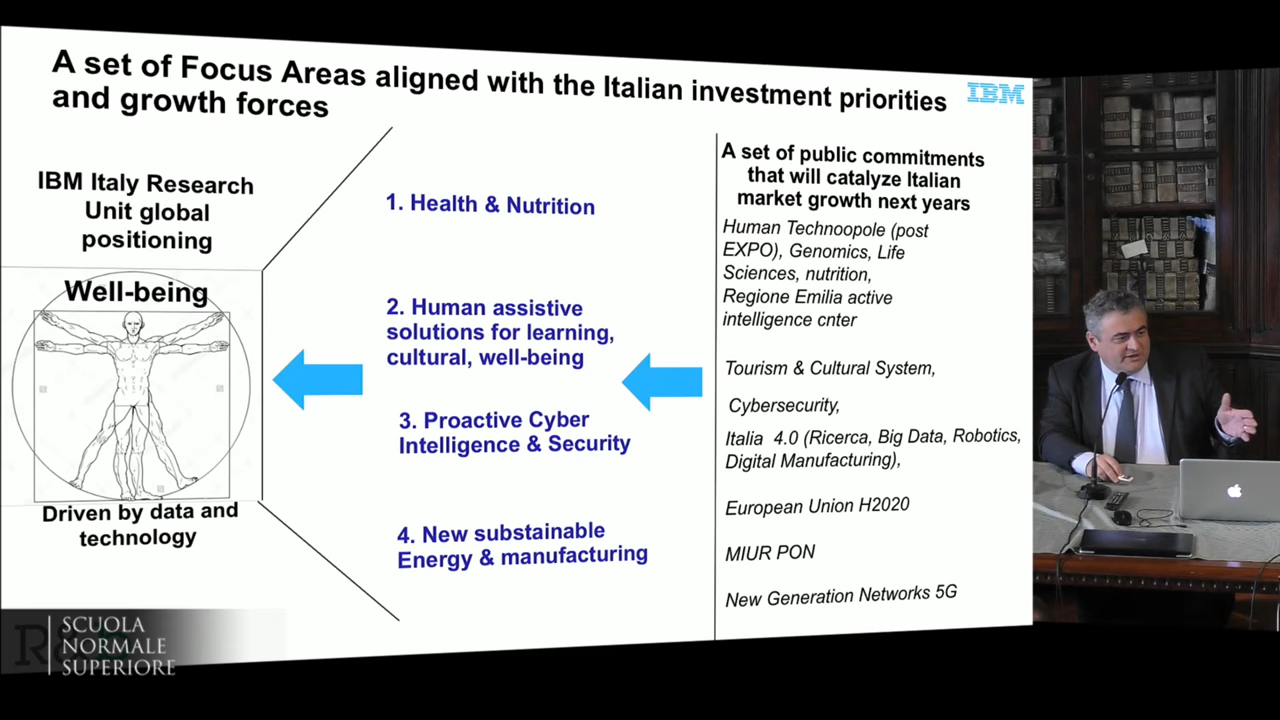 A set of Focus Areas aligned with the Italian investment priorities
and growth forces
IBM
IBM Italy Research
Unit global
positioning
Well-being
Driven by data and
technology
1. Health & Nutrition
2. Human assistive
solutions for learning,
cultural, well-being
3. Proactive Cyber
Intelligence & Security
4. New substainable
Energy & manufacturing
A set of public commitments
that will catalyze Italian
market growth next years
Human Technoopole (post
EXPO), Genomics, Life
Sciences, nutrition,
Regione Emilia active
intelligence cnter
Tourism & Cultural System,
Cybersecurity,
Italia 4.0 (Ricerca, Big Data, Robotics,
Digital Manufacturing),
European Union H2020
MIUR PON
New Generation Networks 5G
SCUOLA
NORMALE
SUPERIORE